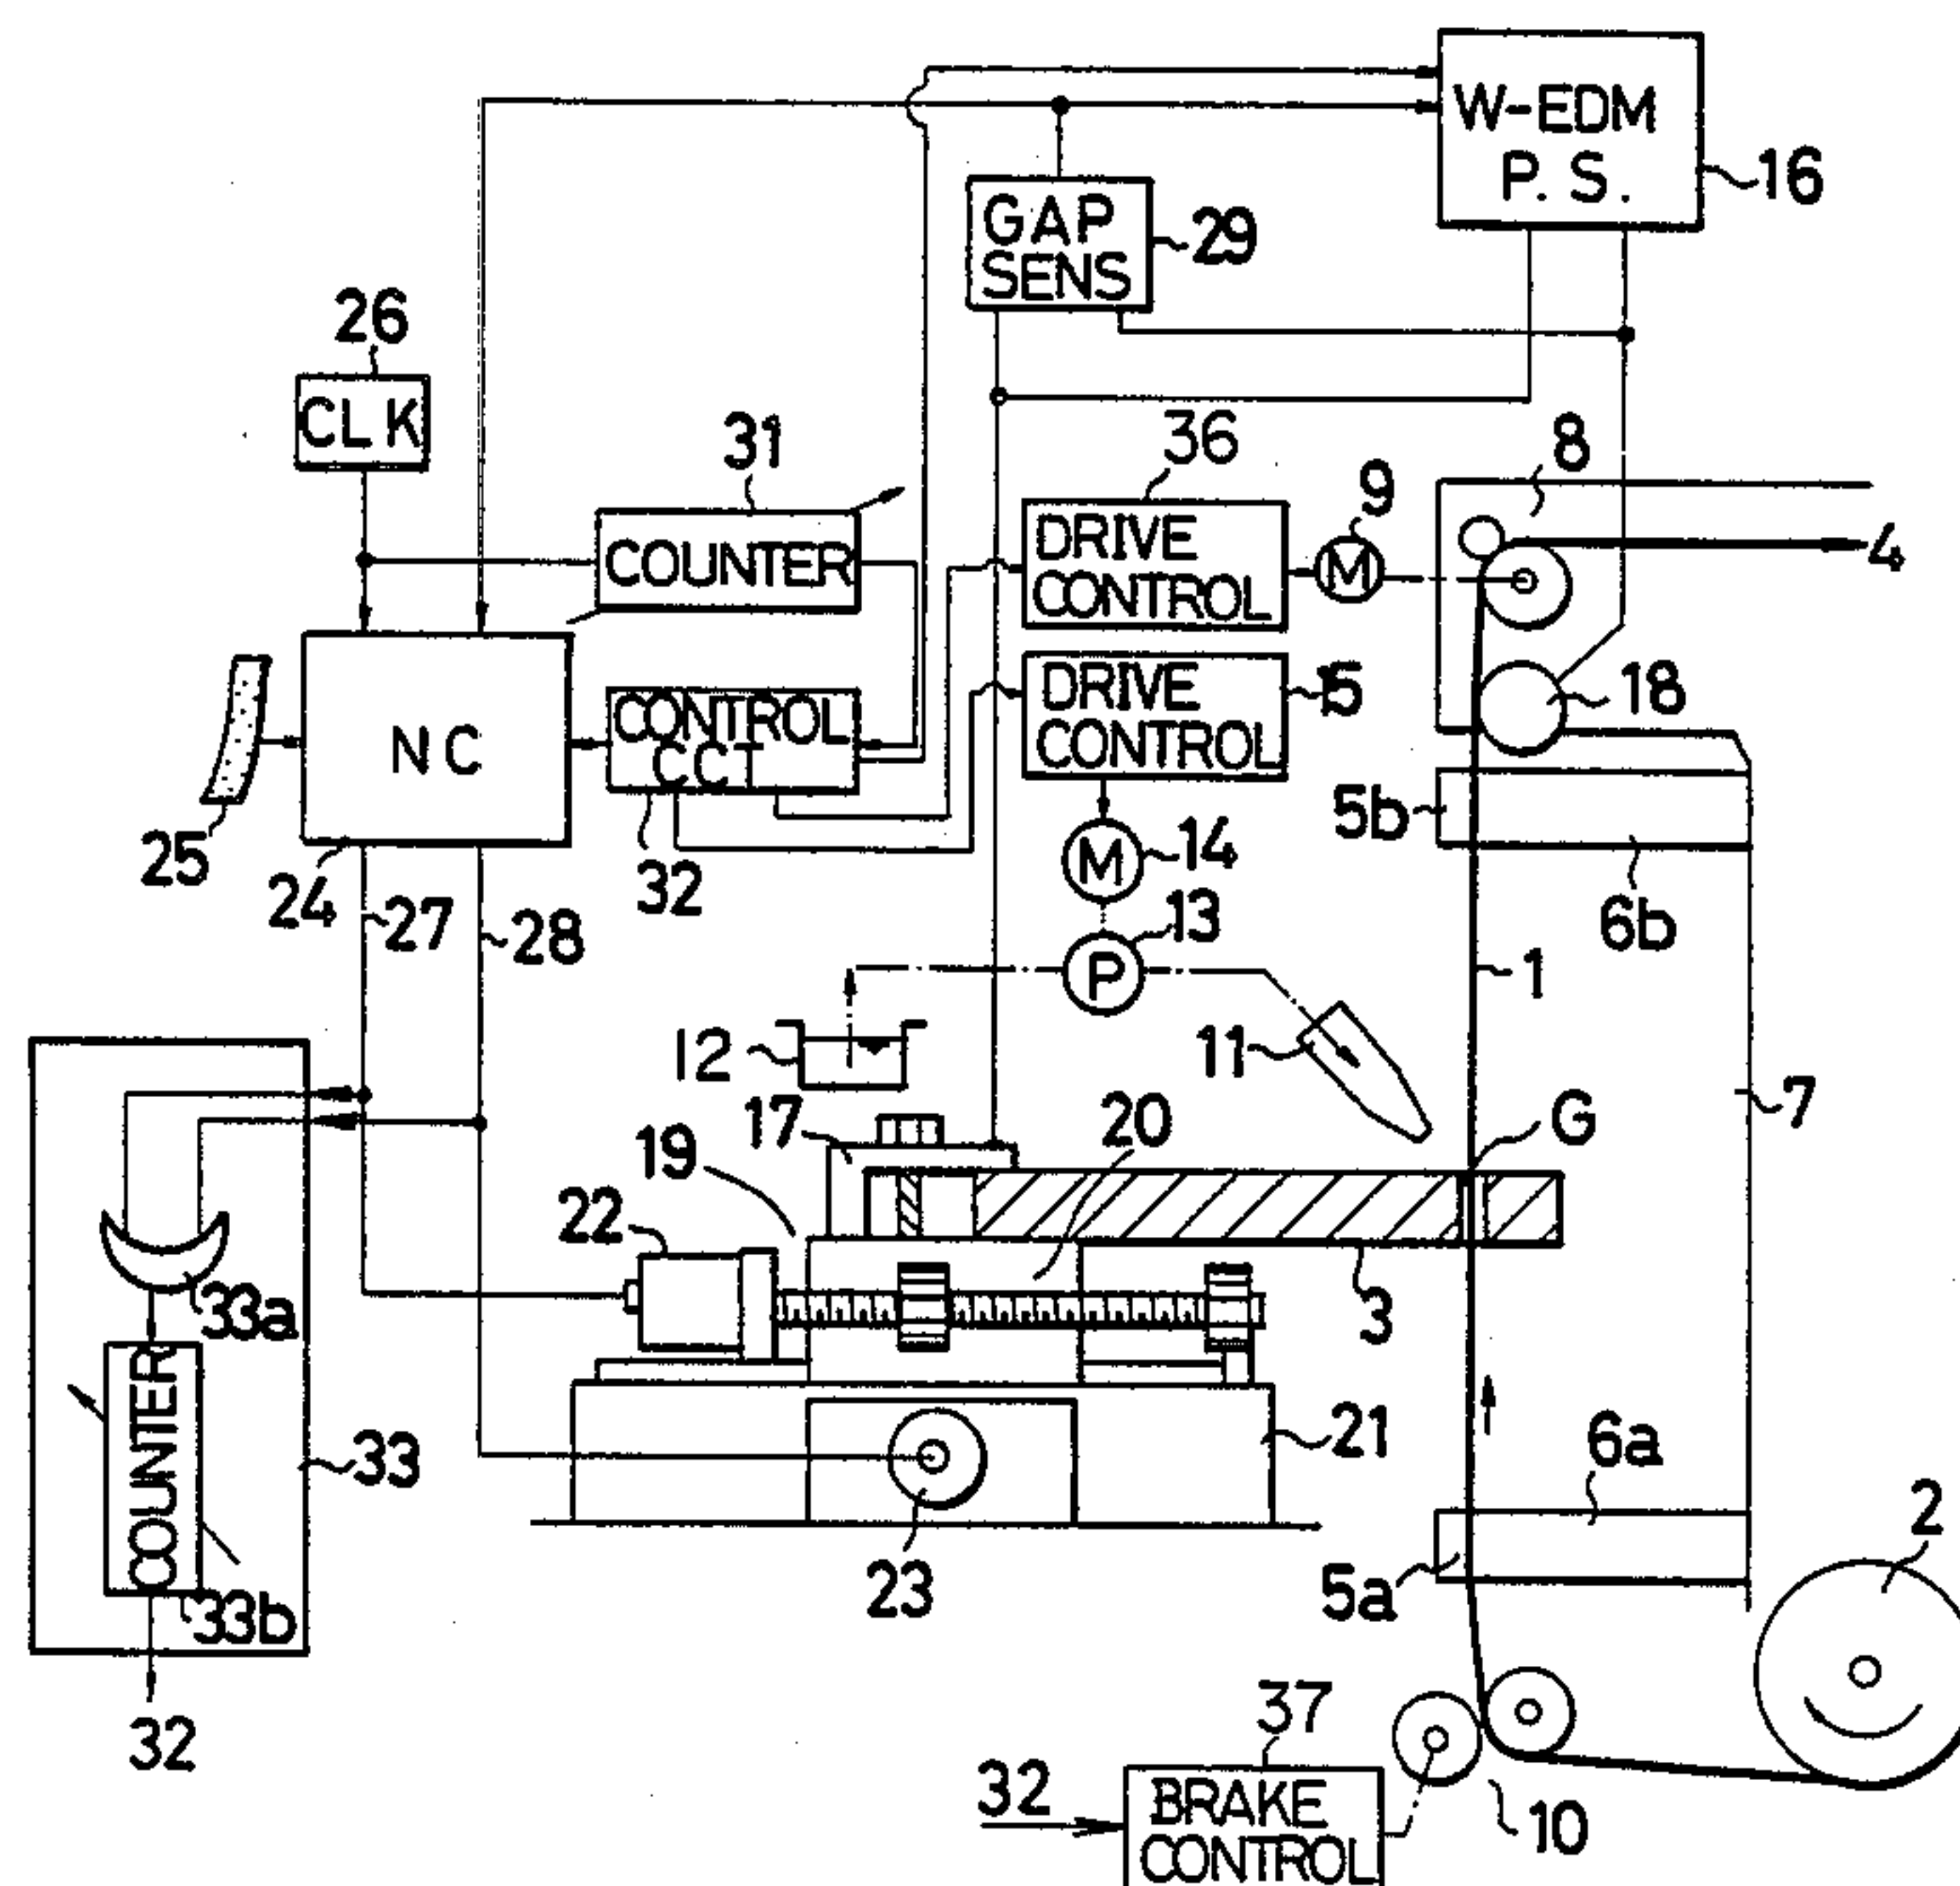 W-EDM
P. S.
16
GAP
SENS
29
26
CLK
31
COUNTER
36
DRIVE
CONTROL
9
M
8
4
DRIVE
CONTROL
15
18
NC
CONTROL
CCT
25
24
27
28
32
M
14
5b
6b
13
P
1
12
11
7
17
20
G
19
22
3
33a
COUNTER
33
33b
32
21
23
6a
5a
2
37
32
BRAKE
CONTROL
10